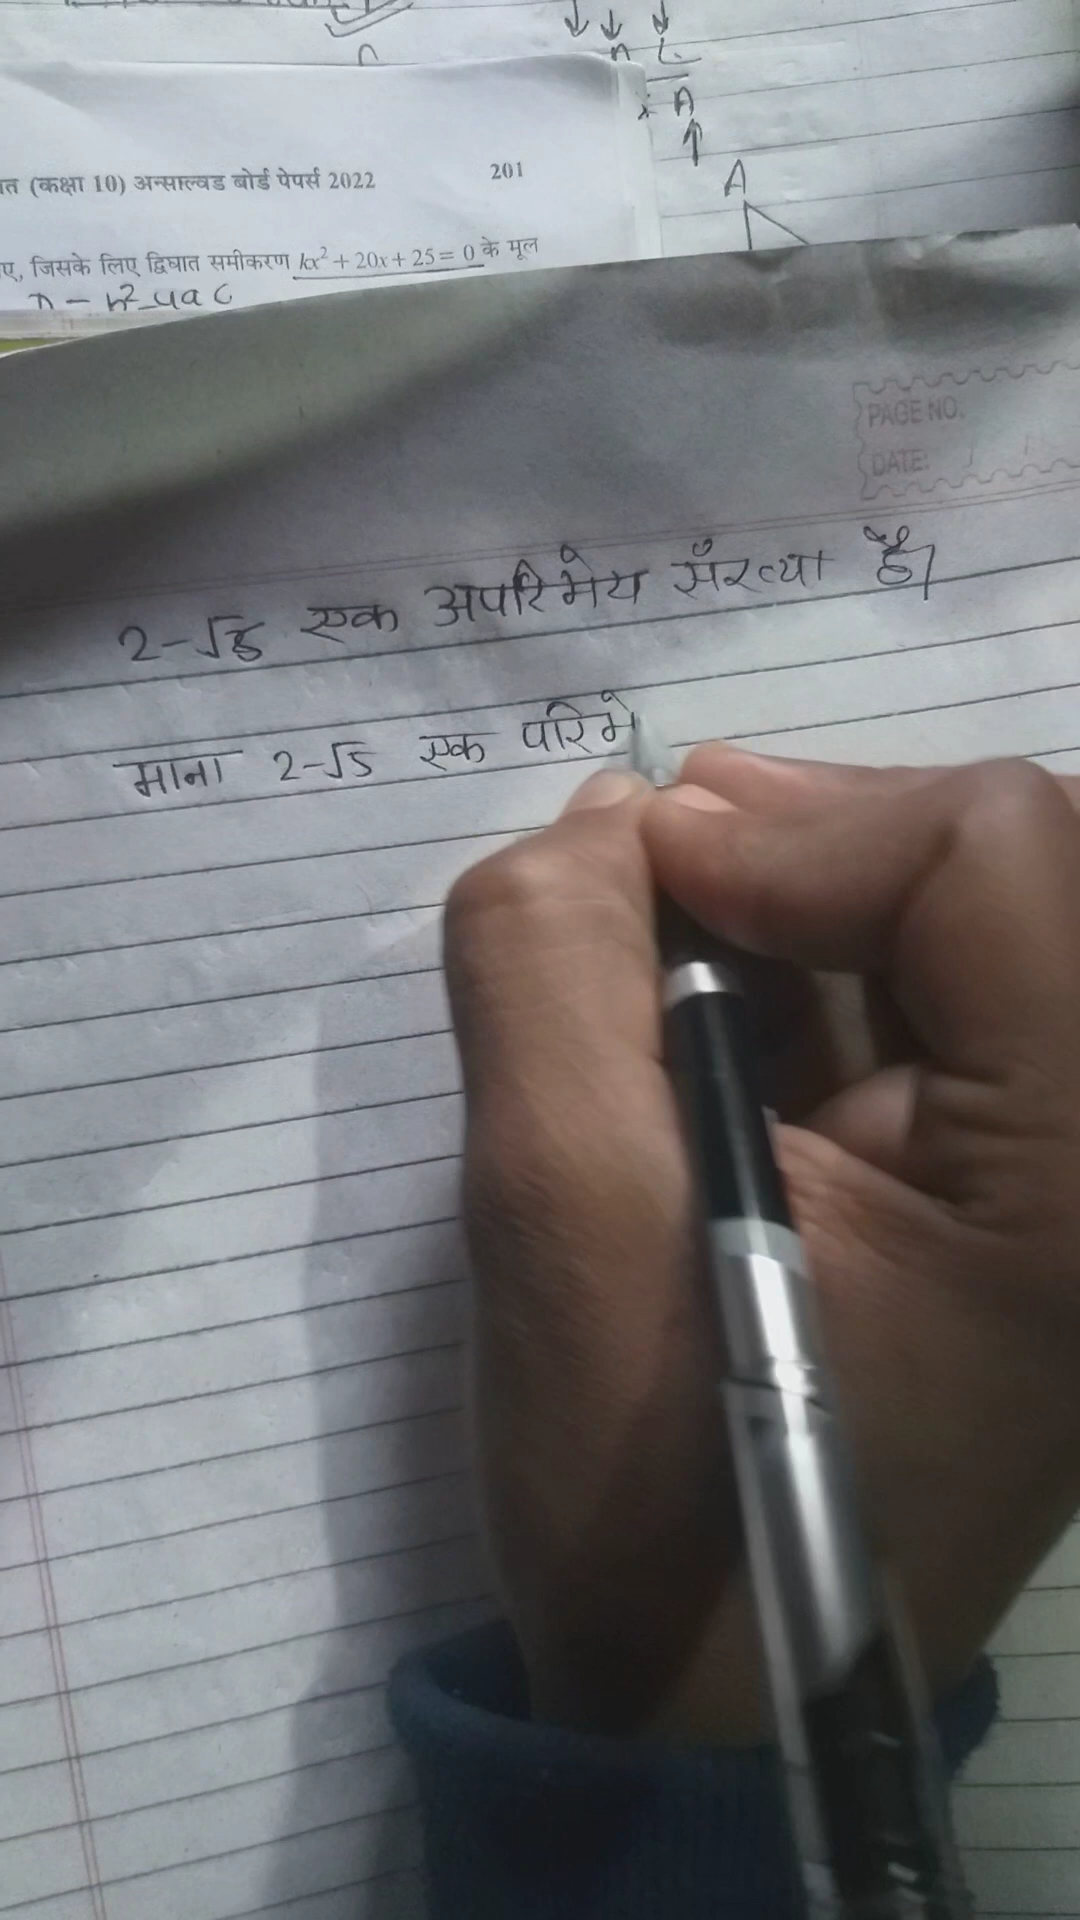 n
A
A
(कक्षा 10) अन्साल्वड बोर्ड पेपर्स 2022 201
ए, जिसके लिए द्विघात समीकरण kx² + 20x + 25 = 0 के मूल
PAGE NO.
DATE:
2-√5 एक अपरिमेय सँख्या है।
माना 2-√5 एक परिमे